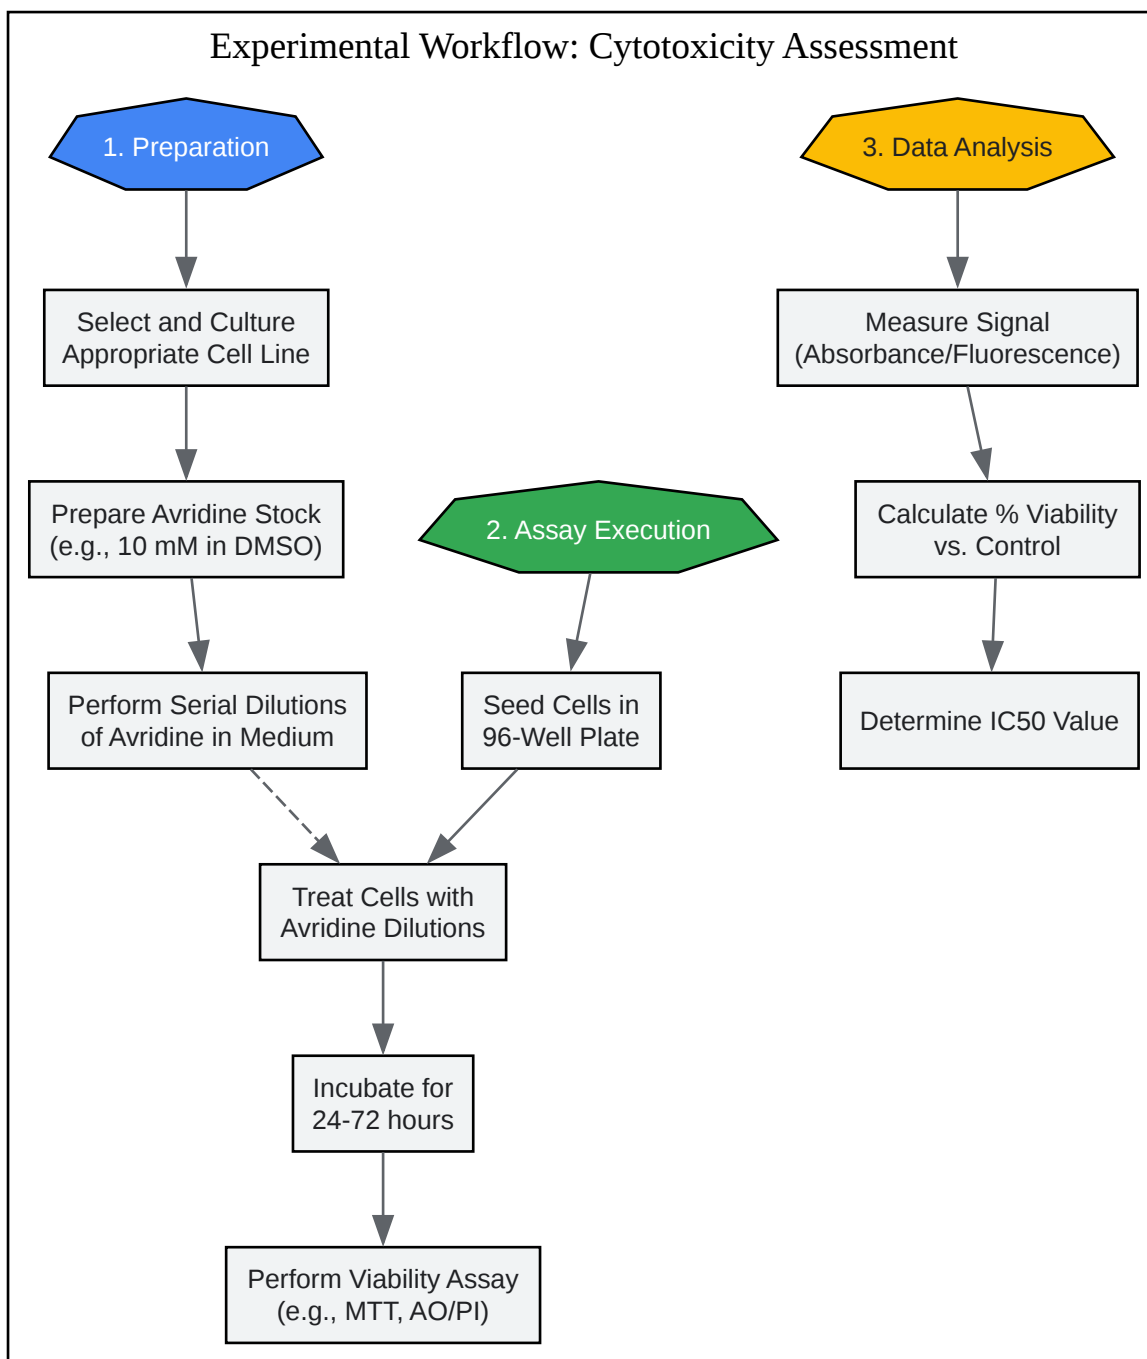 Experimental Workflow: Cytotoxicity Assessment
1. Preparation
Select and Culture
Appropriate Cell Line
Prepare Avridine Stock
(e.g., 10 mM in DMSO)
Perform Serial Dilutions
of Avridine in Medium
2. Assay Execution
Seed Cells in
96-Well Plate
Treat Cells with
Avridine Dilutions
Incubate for
24-72 hours
Perform Viability Assay
(e.g., MTT, AO/PI)
3. Data Analysis
Measure Signal
(Absorbance/Fluorescence)
Calculate % Viability
vs. Control
Determine IC50 Value